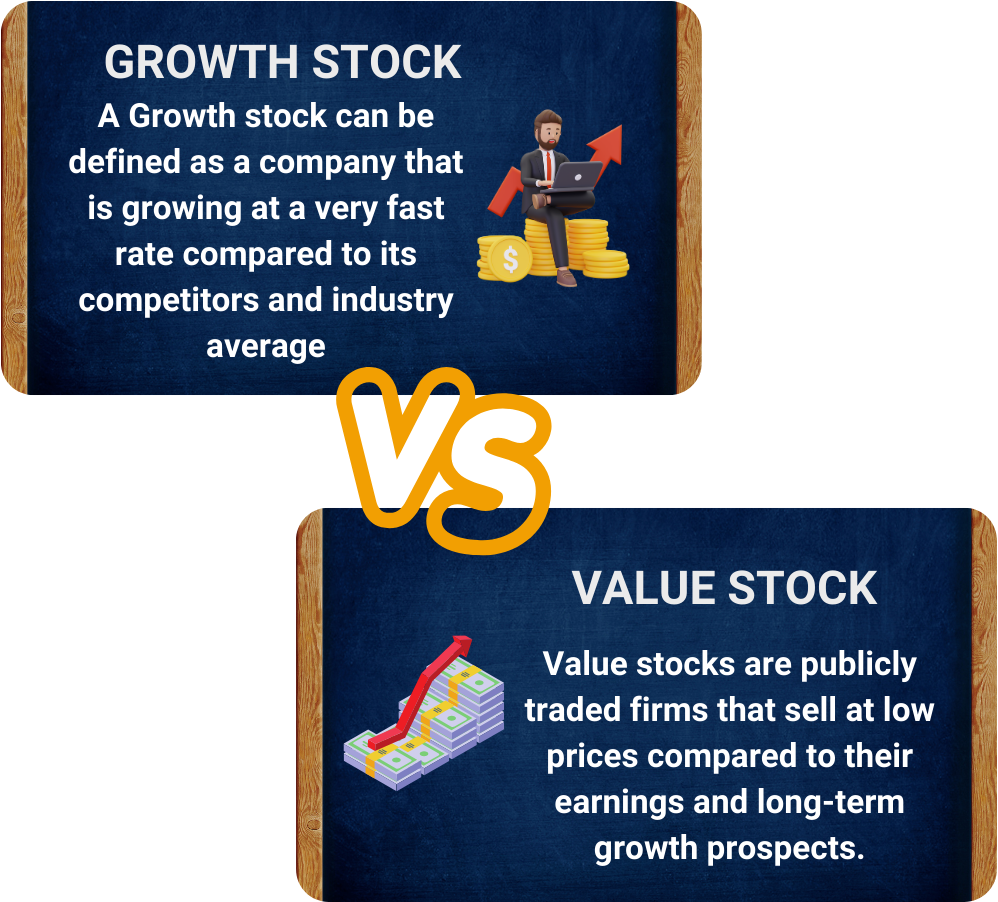 GROWTH STOCK
A Growth stock can be
defined as a company that
is growing at a very fast
rate compared to its
competitors and industry
average
VS
VALUE STOCK
Value stocks are publicly
traded firms that sell at low
prices compared to their
earnings and long-term
growth prospects.
$